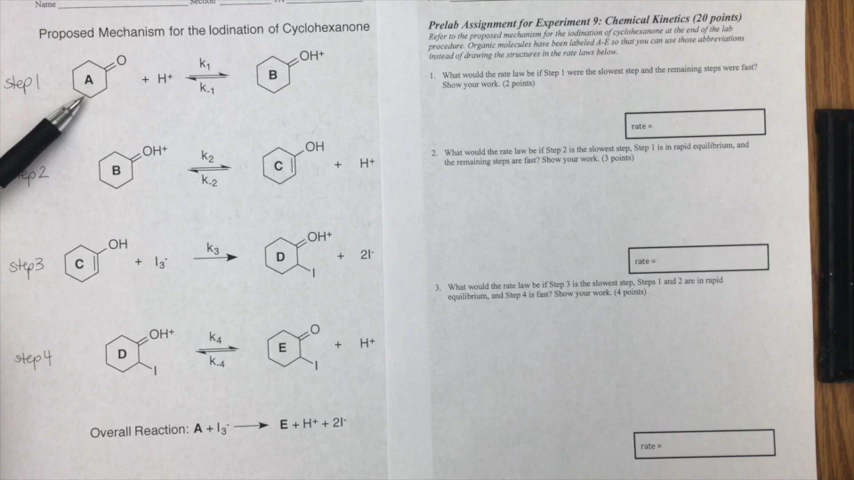 Name
Section
Proposed Mechanism for the Iodination of Cyclohexanone
Step 1
A
O
+ H+
k1
k-1
B
OH+
B
OH+
k2
k-2
C
OH
+ H+
step3
C
OH
+ I3-
k3
D
OH+
I
+ 2I-
step4
D
OH+
I
k4
k-4
E
O
I
+ H+
Overall Reaction: A + I3- → E + H+ + 2I-
Prelab Assignment for Experiment 9: Chemical Kinetics (20 points)
Refer to the proposed mechanism for the iodination of cyclohexanone at the end of the lab
procedure. Organic molecules have been labeled A-E so that you can use those abbreviations
instead of drawing the structures in the rate laws below.
1. What would the rate law be if Step 1 were the slowest step and the remaining steps were fast?
Show your work. (2 points)
rate =
2. What would the rate law be if Step 2 is the slowest step, Step 1 is in rapid equilibrium, and
the remaining steps are fast? Show your work. (3 points)
rate =
3. What would the rate law be if Step 3 is the slowest step, Steps 1 and 2 are in rapid
equilibrium, and Step 4 is fast? Show your work. (4 points)
rate =